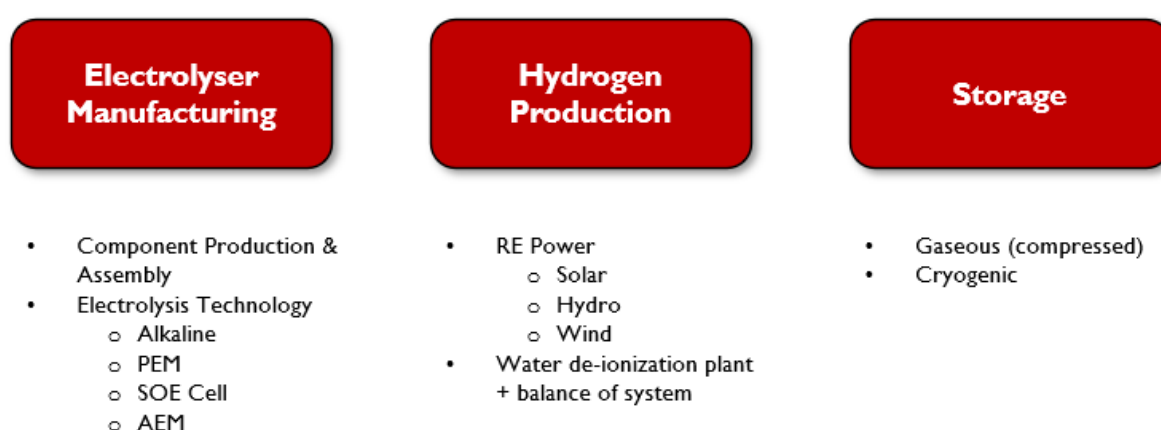 Electrolyser
Manufacturing
• Component Production &
Assembly
• Electrolysis Technology
o Alkaline
o PEM
o SOE Cell
o AEM
Hydrogen
Production
• RE Power
o Solar
o Hydro
o Wind
• Water de-ionization plant
+ balance of system
Storage
• Gaseous (compressed)
• Cryogenic